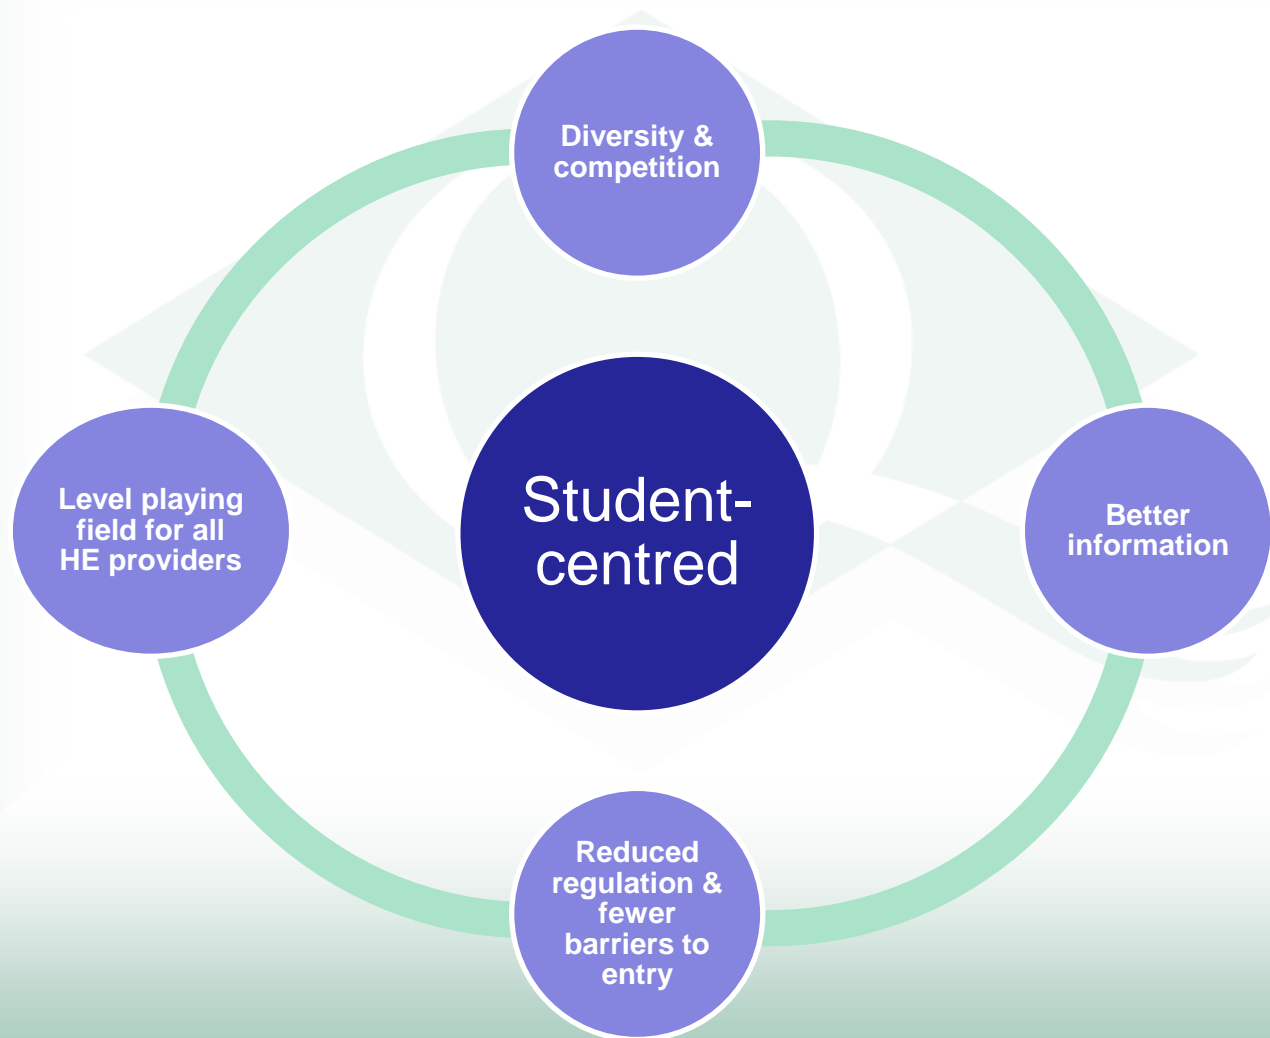 Diversity &
competition
Level playing
field for all
HE providers
Student-
centred
Better
information
Reduced
regulation &
fewer
barriers to
entry